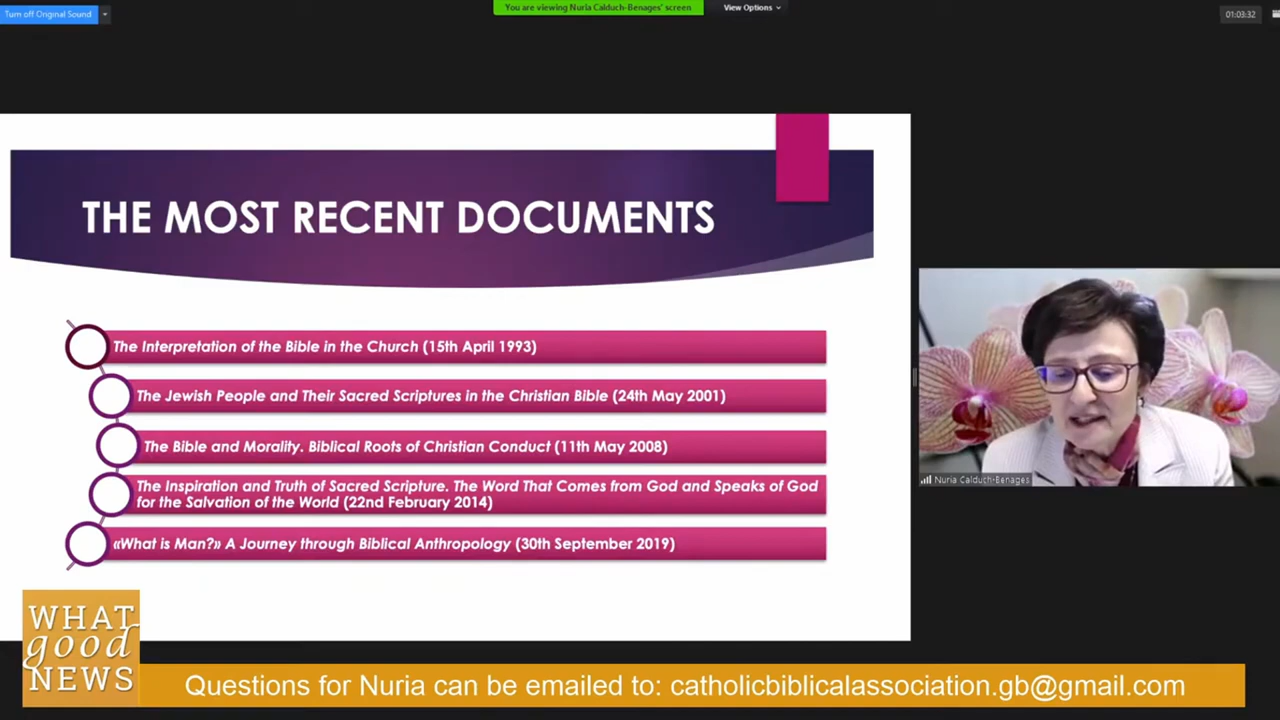 Turn off Original Sound
You are viewing Nuria Calduch-Benages' screen
View Options
01:03:32
THE MOST RECENT DOCUMENTS
The Interpretation of the Bible in the Church (15th April 1993)
The Jewish People and Their Sacred Scriptures in the Christian Bible (24th May 2001)
The Bible and Morality. Biblical Roots of Christian Conduct (11th May 2008)
The Inspiration and Truth of Sacred Scripture. The Word That Comes from God and Speaks of God
for the Salvation of the World (22nd February 2014)
«What is Man?» A Journey through Biblical Anthropology (30th September 2019)
Nuria Calduch-Benages
WHAT
good
NEWS
Questions for Nuria can be emailed to: catholicbiblicalassociation.gb@gmail.com